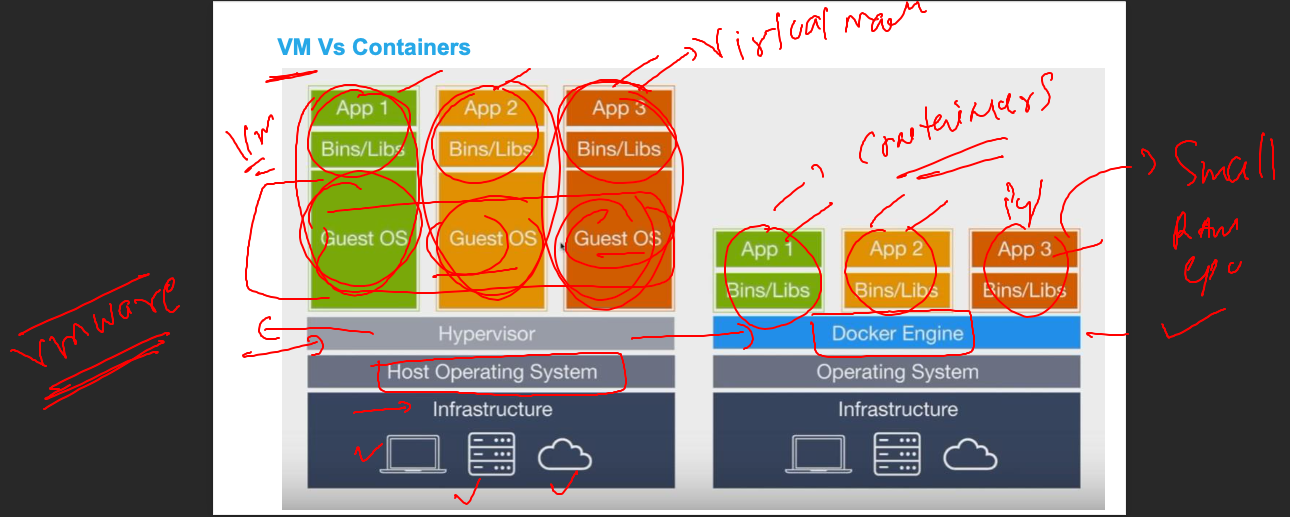 VM Vs Containers
Virtual mach
App 1
App 2
App 3
Bins/Libs
Bins/Libs
Bins/Libs
Vm
Guest OS
Guest OS
Guest OS
Hypervisor
Host Operating System
Infrastructure
vmware
Containers
App 1
App 2
App 3
Bins/Libs
Bins/Libs
Bins/Libs
Docker Engine
Operating System
Infrastructure
Small
RAM
cpu